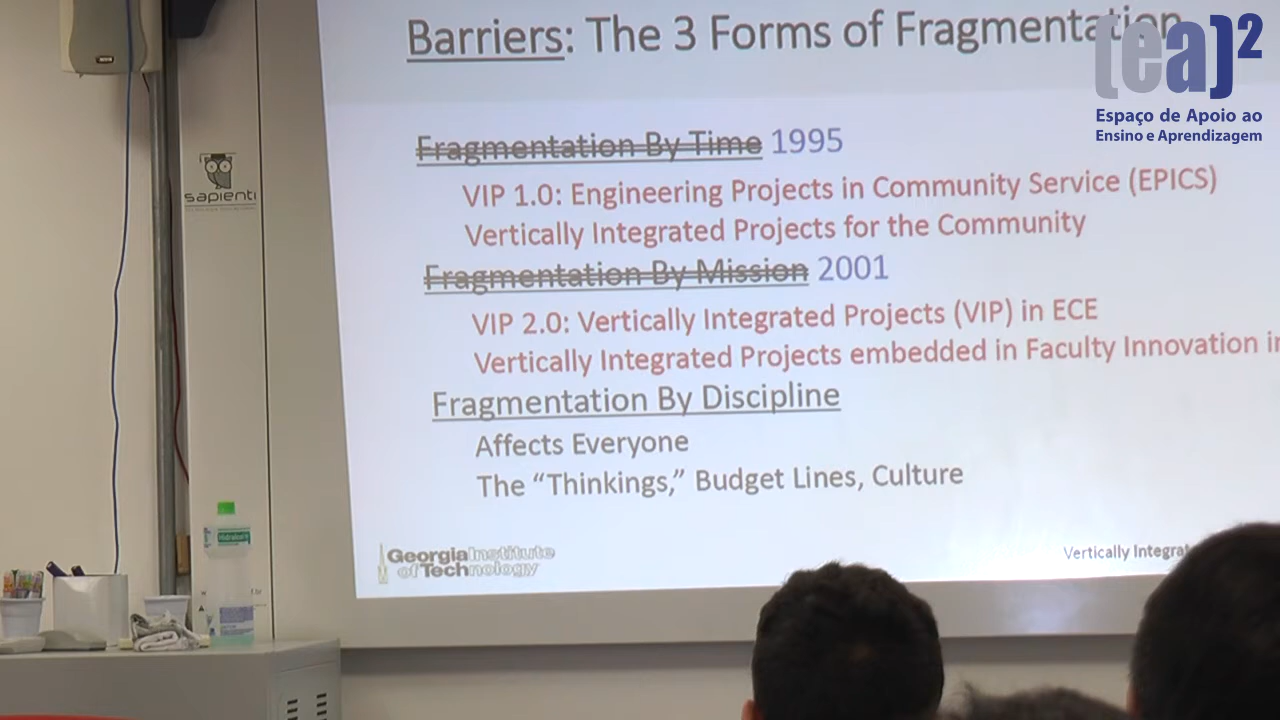 Barriers: The 3 Forms of Fragmentation
(ea)²
Espaço de Apoio ao
Ensino e Aprendizagem
Fragmentation By Time 1995
VIP 1.0: Engineering Projects in Community Service (EPICS)
Vertically Integrated Projects for the Community
Fragmentation By Mission 2001
VIP 2.0: Vertically Integrated Projects (VIP) in ECE
Vertically Integrated Projects embedded in Faculty Innovation in
Fragmentation By Discipline
Affects Everyone
The “Thinkings,” Budget Lines, Culture
Georgia Institute
of Technology
Vertically Integra
sapienti